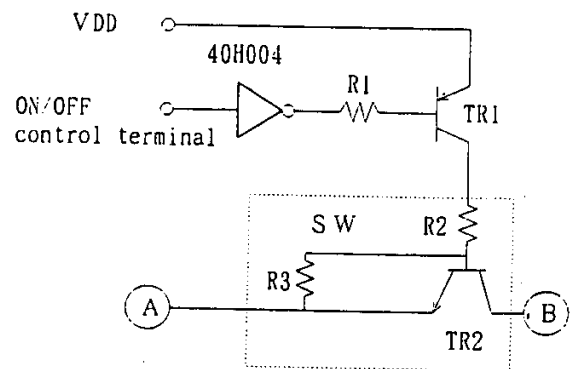 VDD
40H004
R1
ON/OFF
control terminal
TR1
SW
R2
R3
A
B
TR2